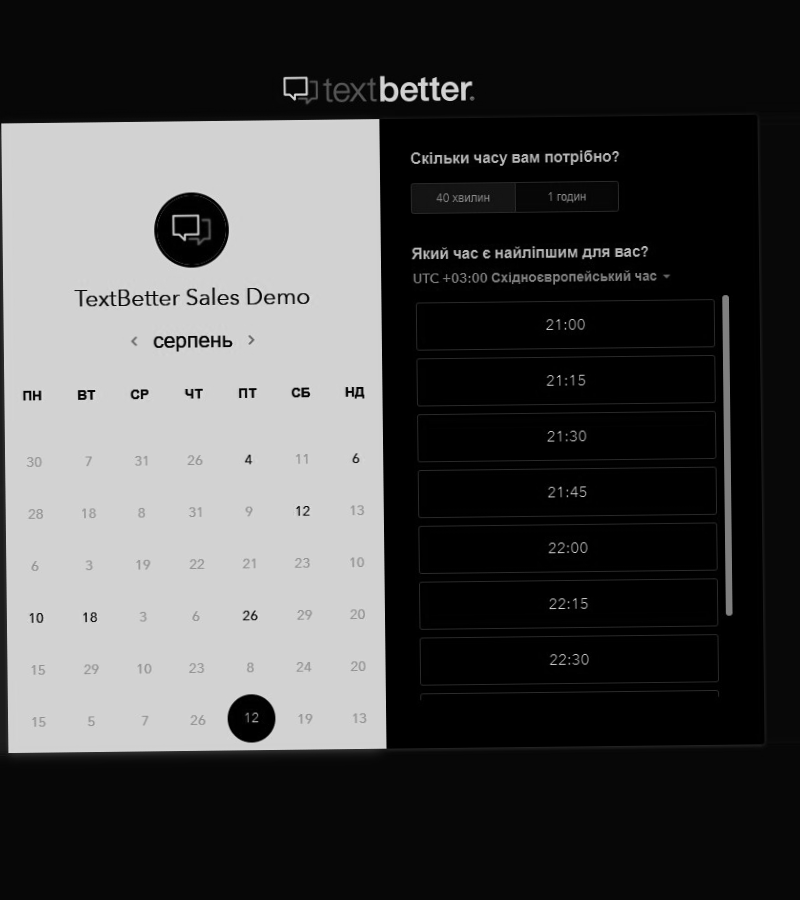 textbetter.
TextBetter Sales Demo
серпень
ПН ВТ СР ЧТ ПТ СБ НД
30 7 31 26 4 11 6
28 18 8 31 9 12 13
6 3 19 22 21 23 10
10 18 3 6 26 29 20
15 29 10 23 8 24 20
15 5 7 26 12 19 13
Скільки часу вам потрібно?
40 хвилин 1 годин
Який час є найліпшим для вас?
UTC +03:00 Східноєвропейський час
21:00
21:15
21:30
21:45
22:00
22:15
22:30